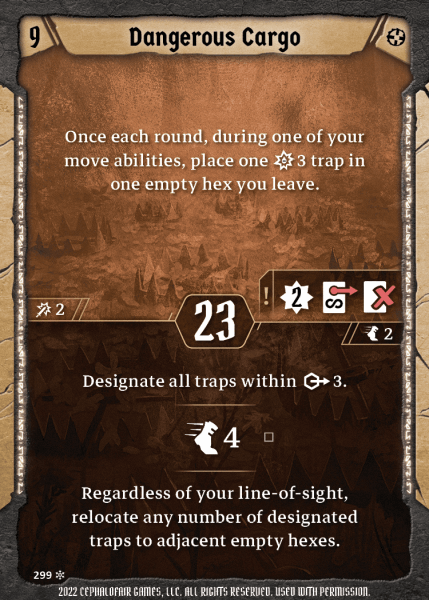 9
Dangerous Cargo
Once each round, during one of your
move abilities, place one 3 trap in
one empty hex you leave.
2
23
! 2
2
Designate all traps within 3.
4
Regardless of your line-of-sight,
relocate any number of designated
traps to adjacent empty hexes.
299
2022 CEPHALOFAIR GAMES, LLC. ALL RIGHTS RESERVED. USED WITH PERMISSION.